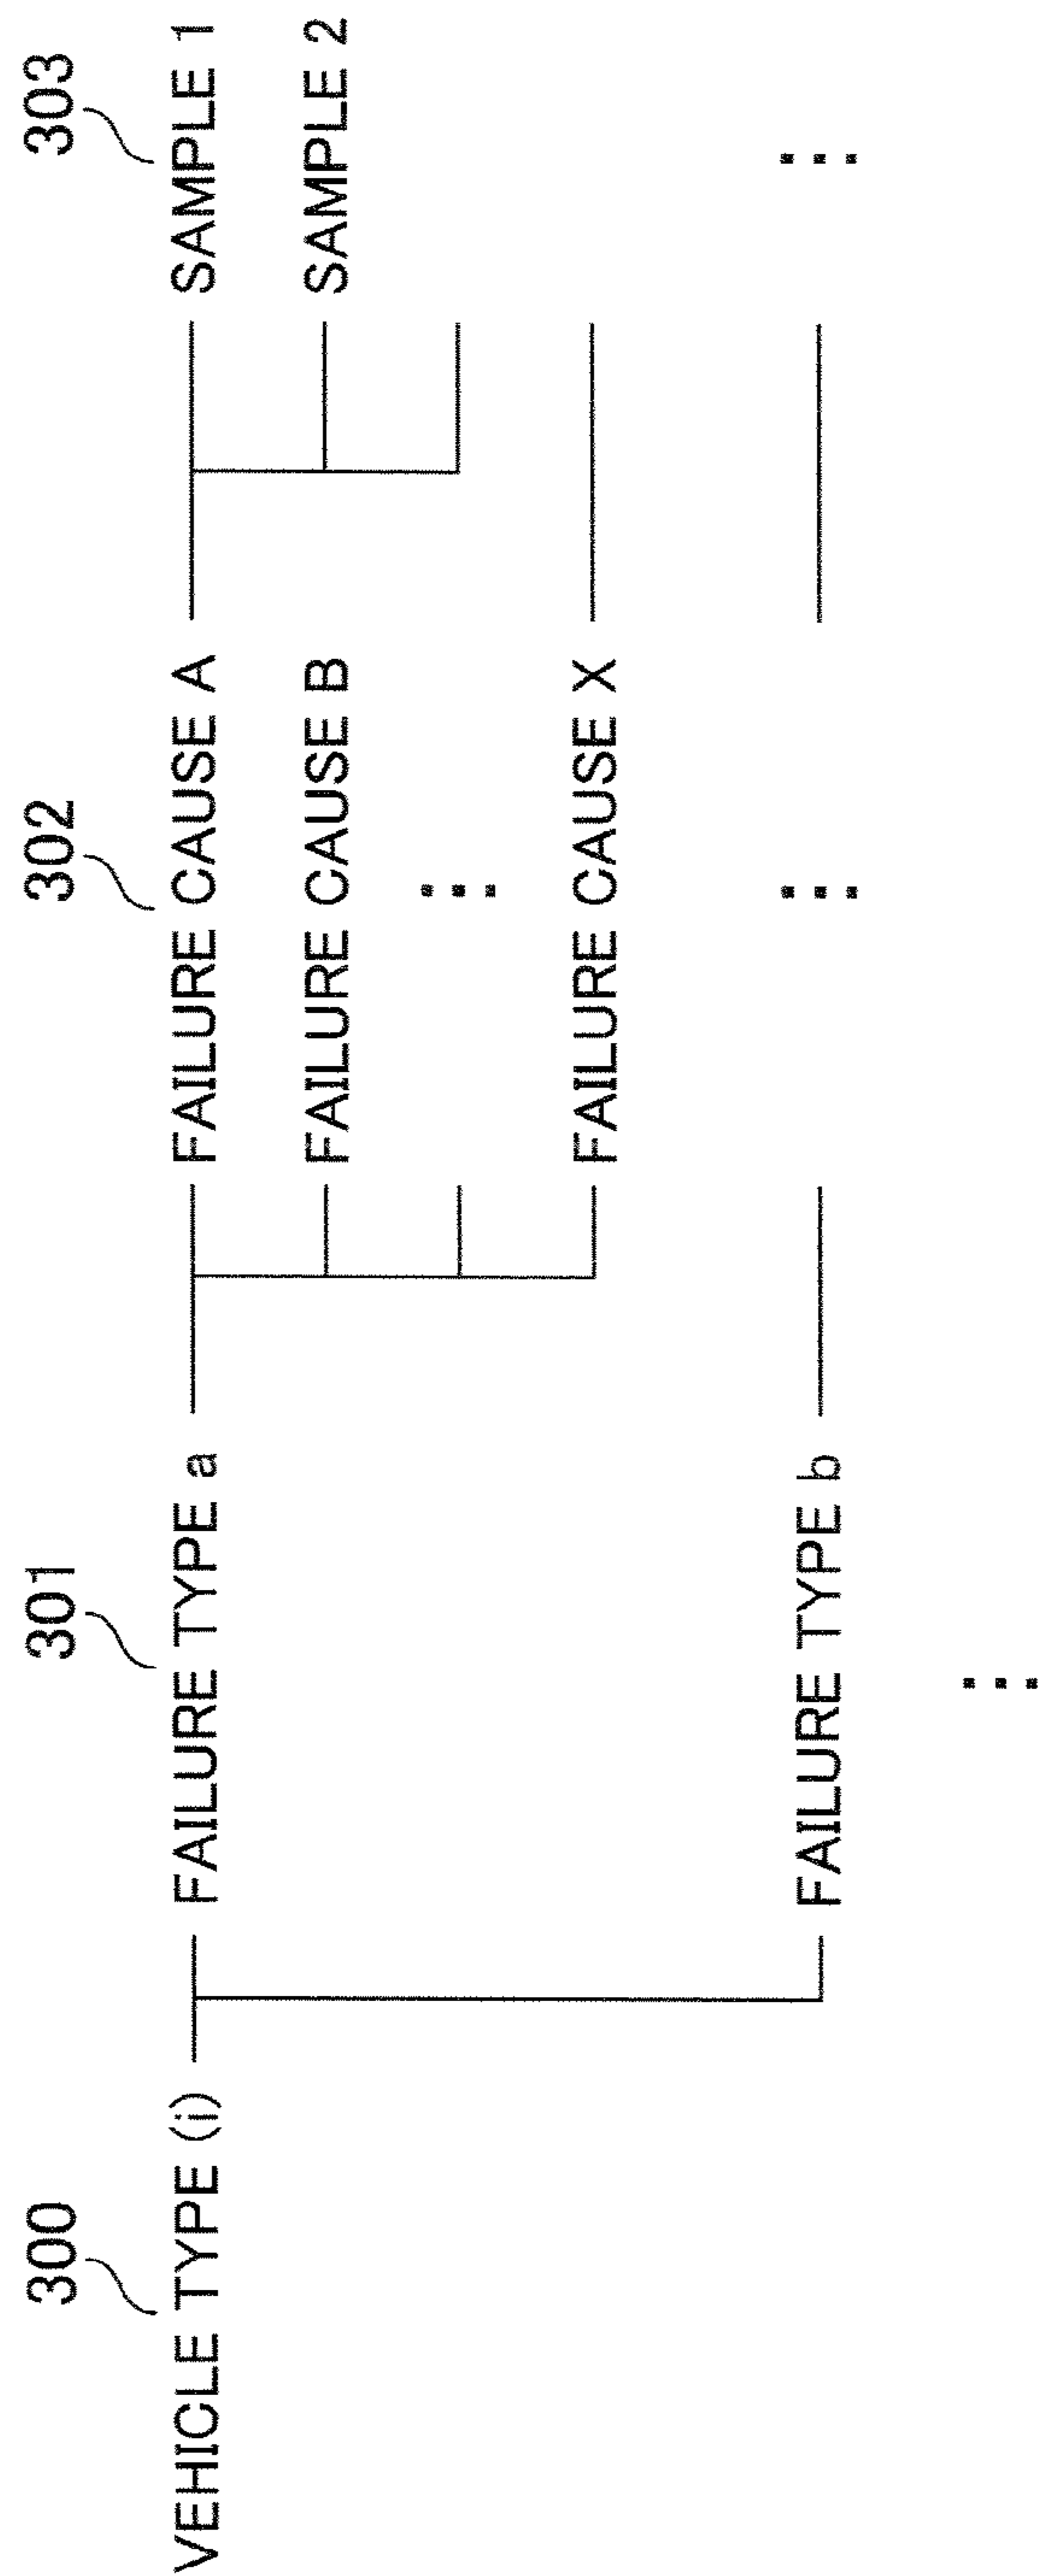 300
301
302
303
VEHICLE TYPE (i)
FAILURE TYPE a
FAILURE CAUSE A
SAMPLE 1
FAILURE CAUSE B
SAMPLE 2
FAILURE CAUSE X
FAILURE TYPE b